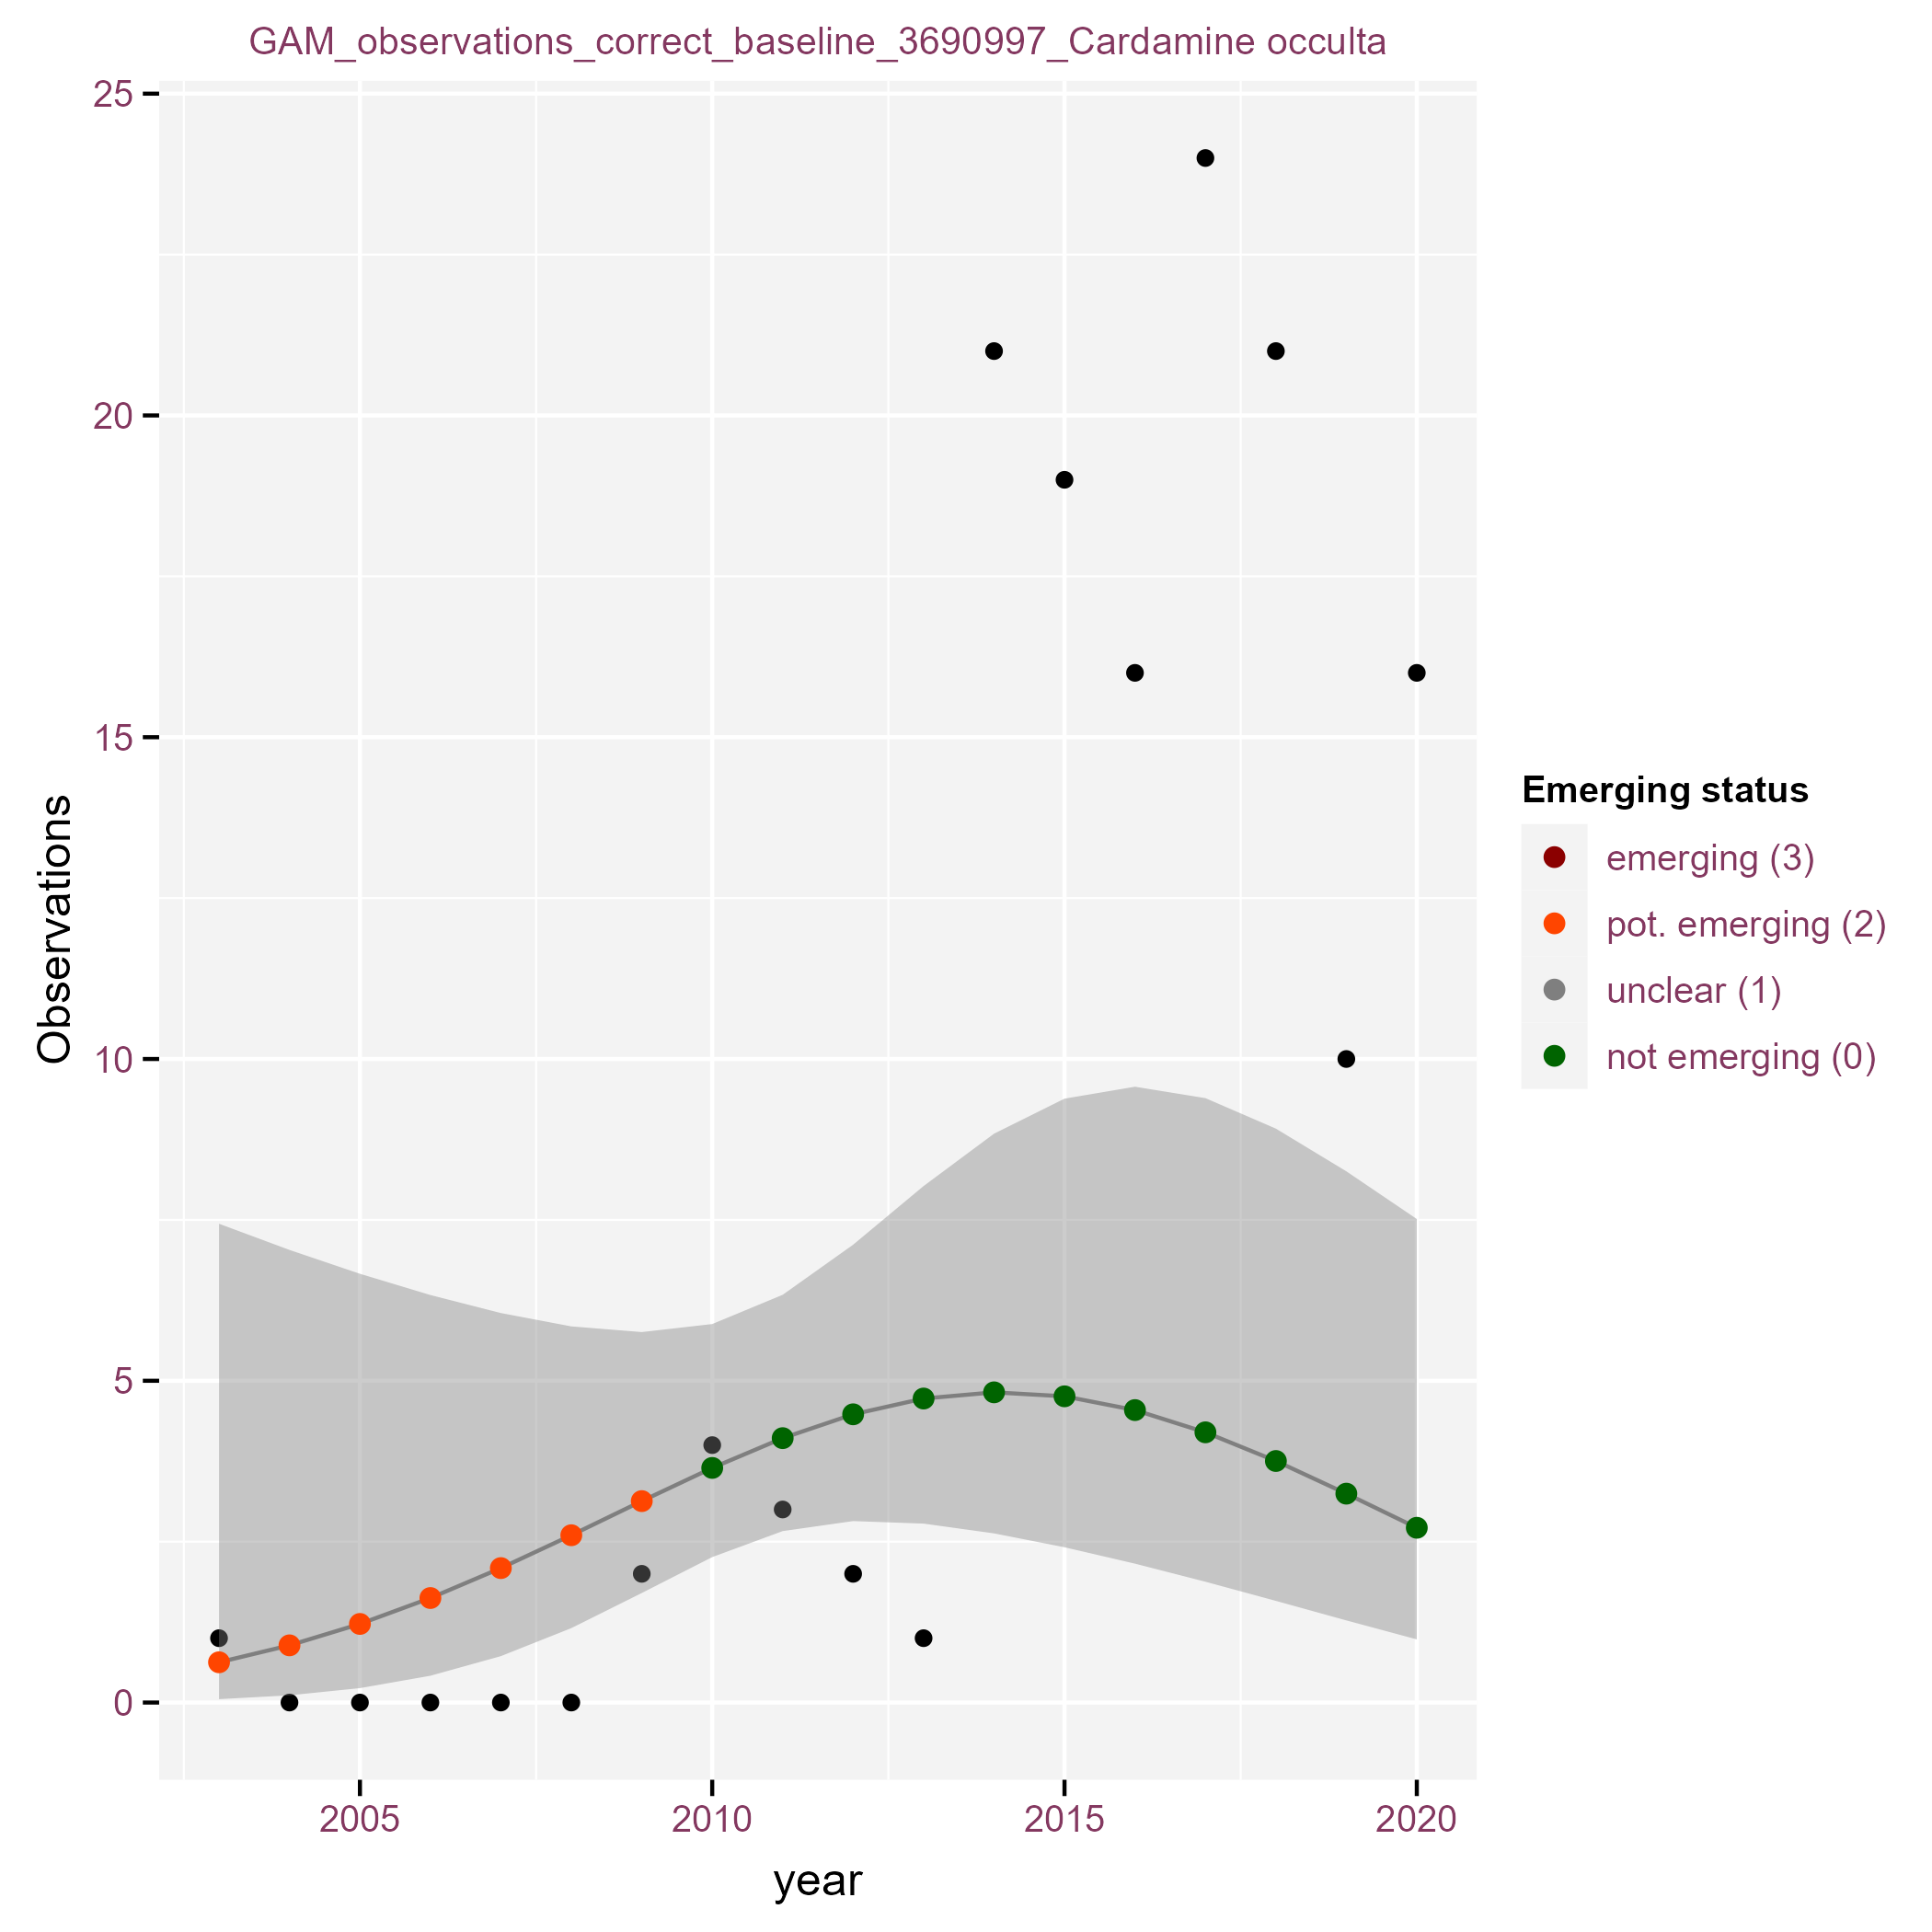 GAM_observations_correct_baseline_3690997_Cardamine occulta
25
20
15
10
5
0
Observations
2005
2010
2015
2020
year
Emerging status
emerging (3)
pot. emerging (2)
unclear (1)
not emerging (0)